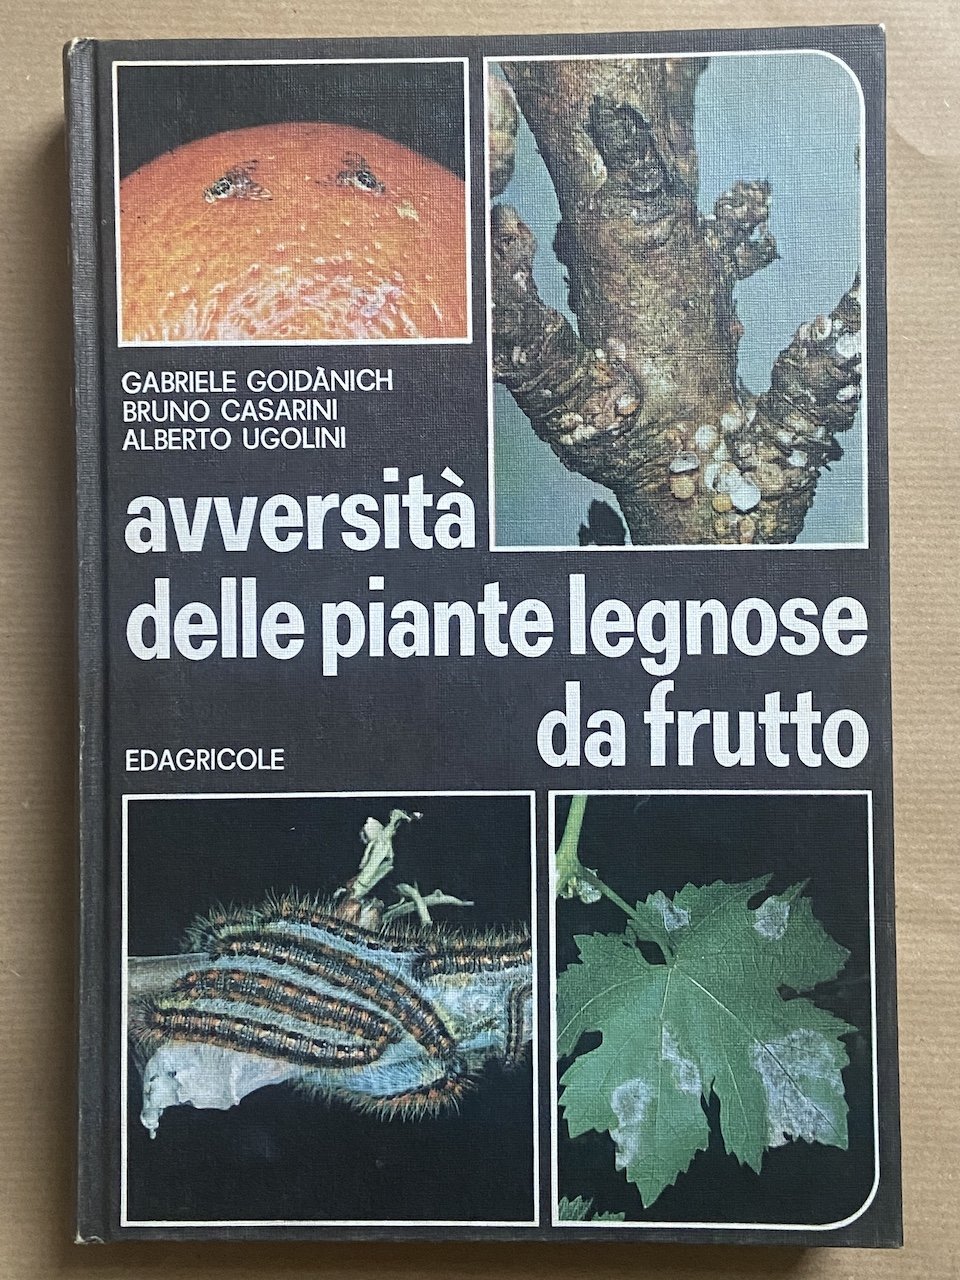 GABRIELE GOIDÀNICH
BRUNO CASARINI
ALBERTO UGOLINI
avversità
delle piante legnose
da frutto
EDAGRICOLE